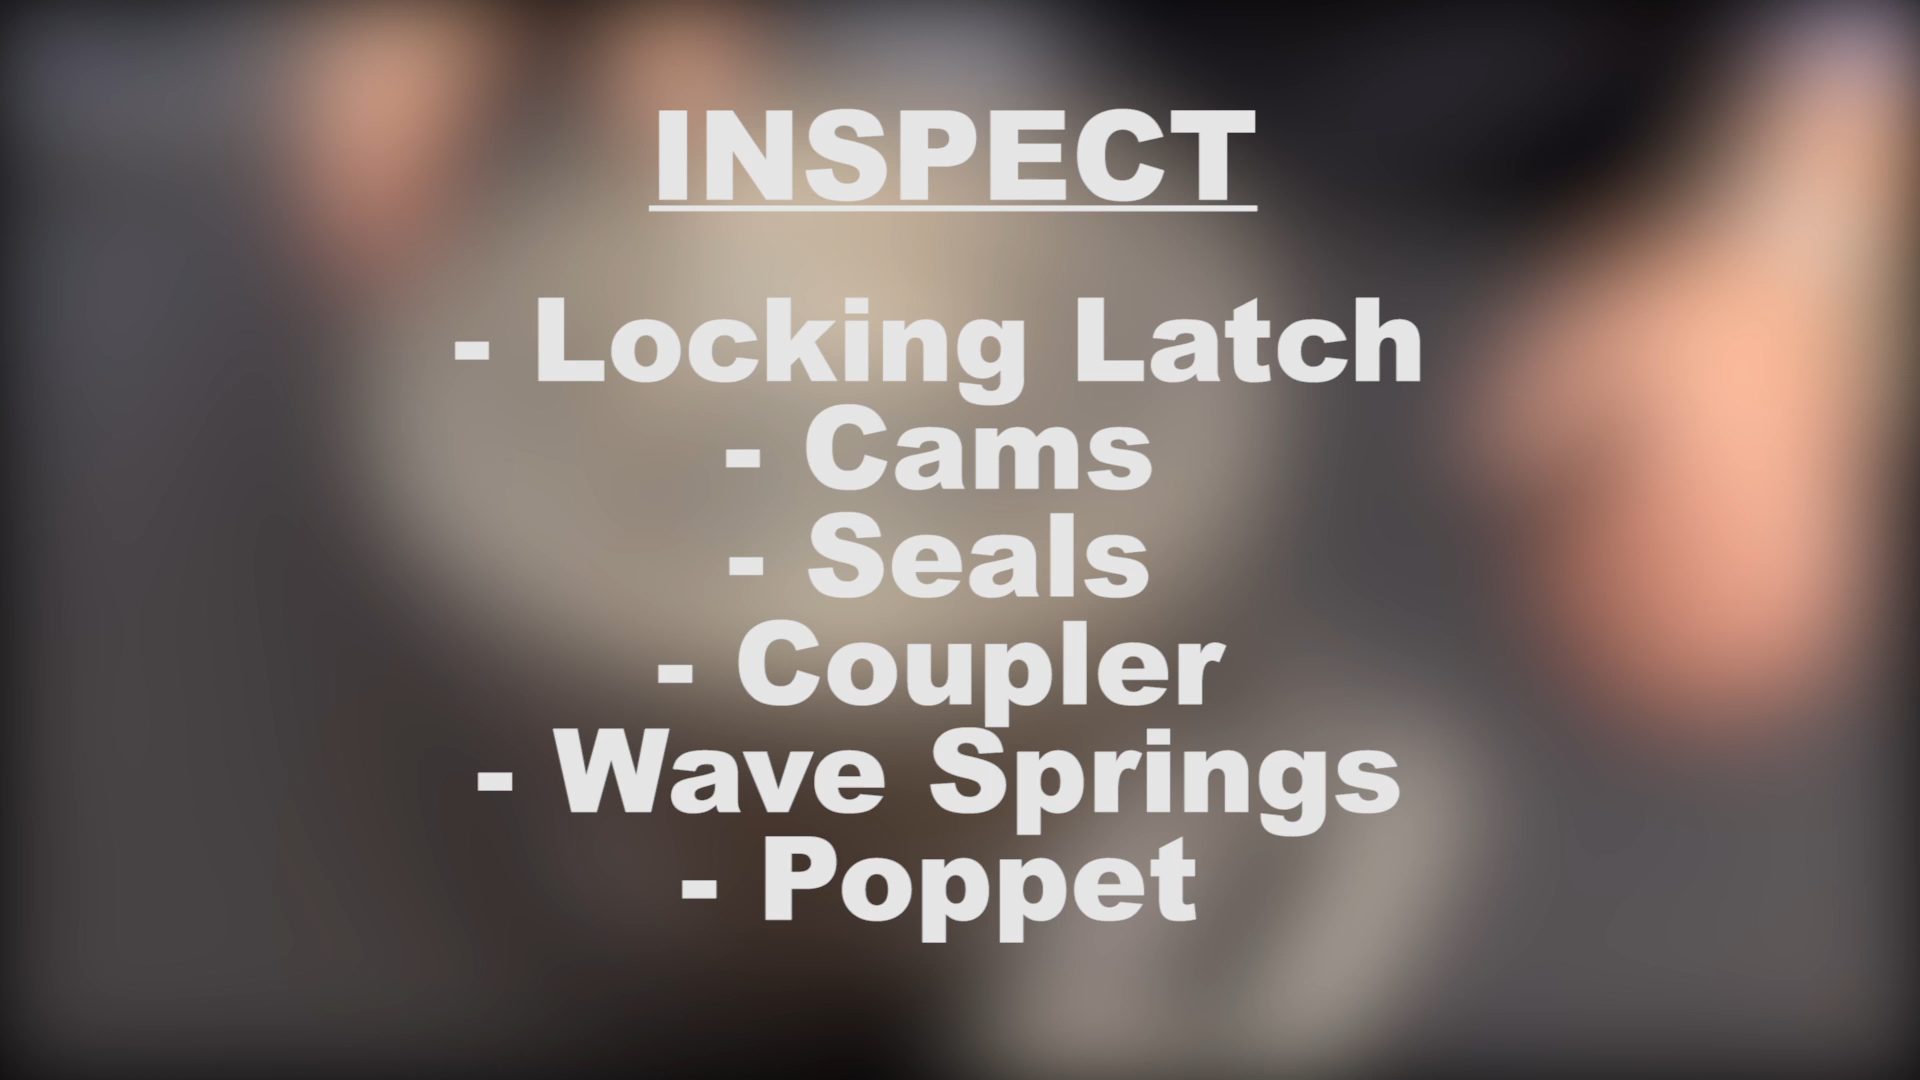 INSPECT
- Locking Latch
- Cams
- Seals
- Coupler
- Wave Springs
- Poppet